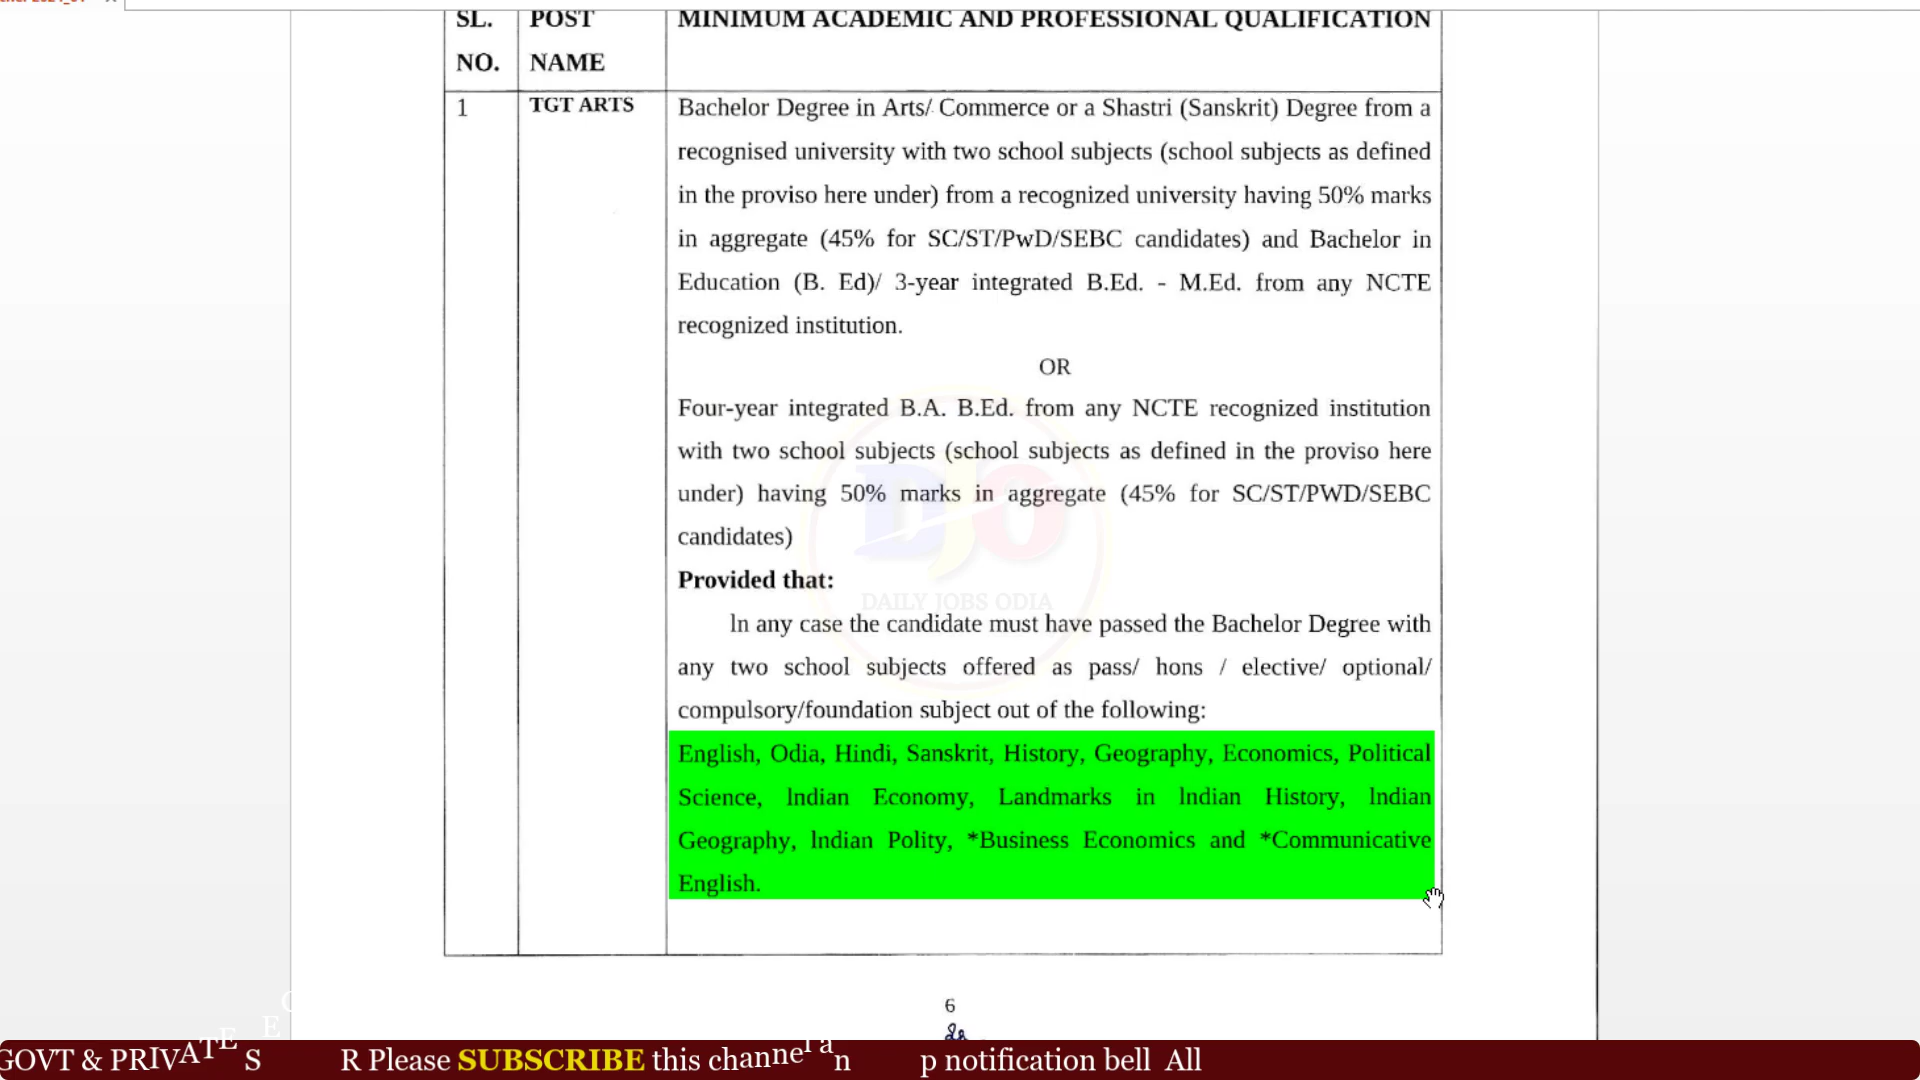 SL. NO.
POST NAME
MINIMUM ACADEMIC AND PROFESSIONAL QUALIFICATION
1
TGT ARTS
Bachelor Degree in Arts/ Commerce or a Shastri (Sanskrit) Degree from a
recognised university with two school subjects (school subjects as defined
in the proviso here under) from a recognized university having 50% marks
in aggregate (45% for SC/ST/PwD/SEBC candidates) and Bachelor in
Education (B. Ed)/ 3-year integrated B.Ed. - M.Ed. from any NCTE
recognized institution.
OR
Four-year integrated B.A. B.Ed. from any NCTE recognized institution
with two school subjects (school subjects as defined in the proviso here
under) having 50% marks in aggregate (45% for SC/ST/PWD/SEBC
candidates)
Provided that:
In any case the candidate must have passed the Bachelor Degree with
any two school subjects offered as pass/ hons / elective/ optional/
compulsory/foundation subject out of the following:
English, Odia, Hindi, Sanskrit, History, Geography, Economics, Political
Science, Indian Economy, Landmarks in Indian History, Indian
Geography, Indian Polity, *Business Economics and *Communicative
English.
DJO
DAILY JOBS ODIA
6
GOVT & PRIVATE S R Please SUBSCRIBE this channel an p notification bell All